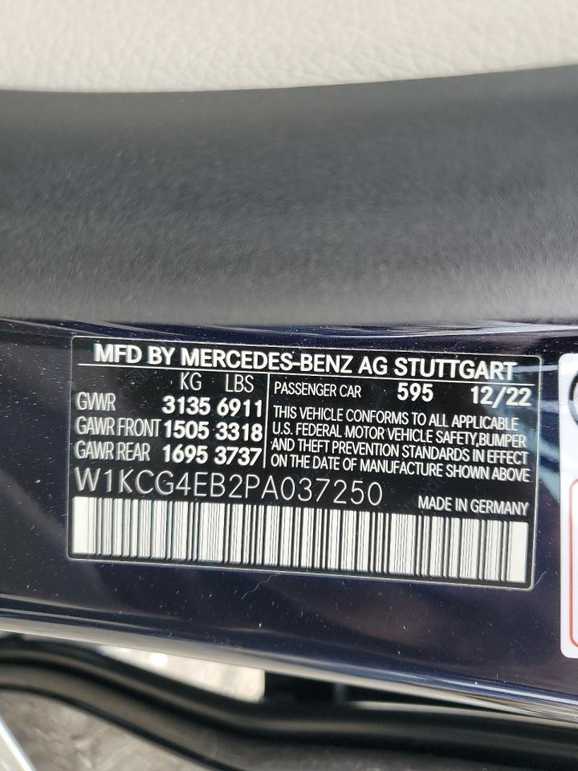 MFD BY MERCEDES-BENZ AG STUTTGART
KG LBS
GVWR 3135 6911
GAWR FRONT 1505 3318
GAWR REAR 1695 3737
PASSENGER CAR 595 12/22
THIS VEHICLE CONFORMS TO ALL APPLICABLE
U.S. FEDERAL MOTOR VEHICLE SAFETY,BUMPER
AND THEFT PREVENTION STANDARDS IN EFFECT
ON THE DATE OF MANUFACTURE SHOWN ABOVE
W1KCG4EB2PA037250
MADE IN GERMANY